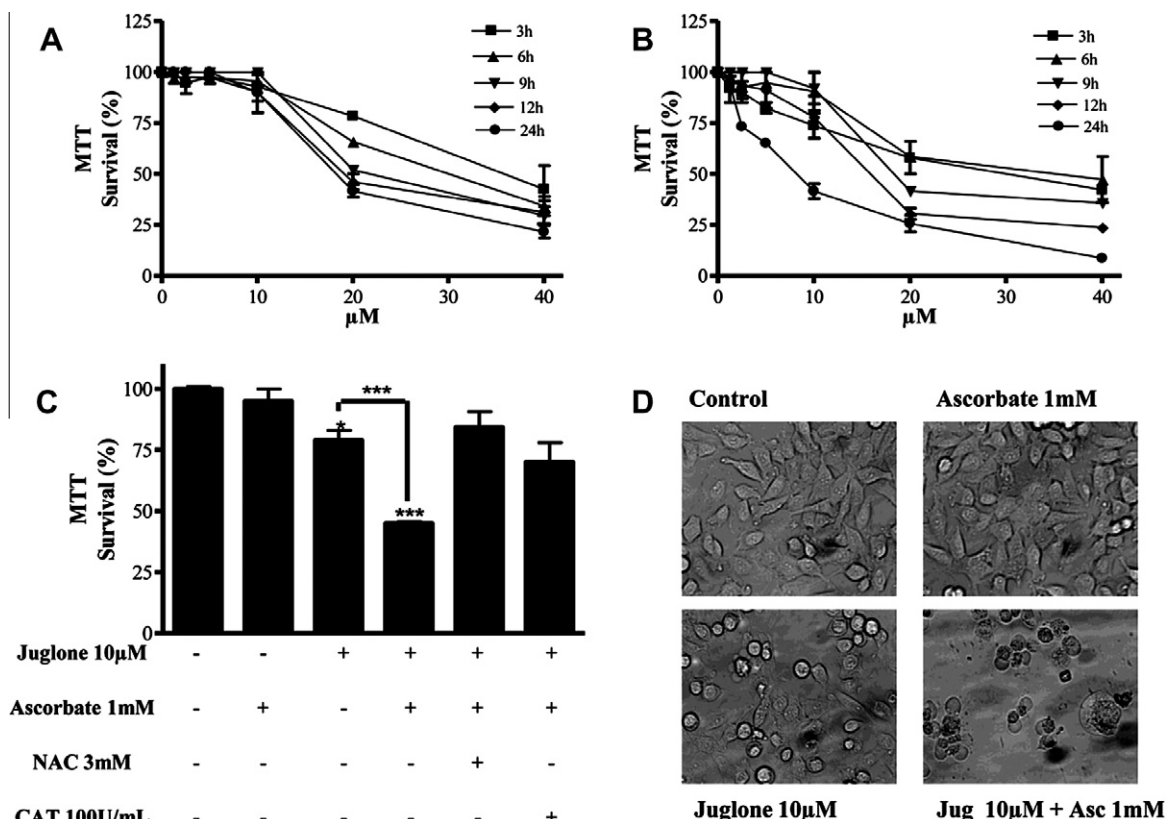 A
125
100
75
50
25
0
MTT
Survival (%)
3h
6h
9h
12h
24h
0 10 20 30 40
µM
B
125
100
75
50
25
0
MTT
Survival (%)
3h
6h
9h
12h
24h
0 10 20 30 40
µM
C
100
75
50
25
0
MTT
Survival (%)
***
*
***
Juglone 10µM - - + + + +
Ascorbate 1mM - + - + + +
NAC 3mM - - - - + -
CAT 100U/mL - - - - - +
D
Control
Ascorbate 1mM
Juglone 10µM
Jug 10µM + Asc 1mM